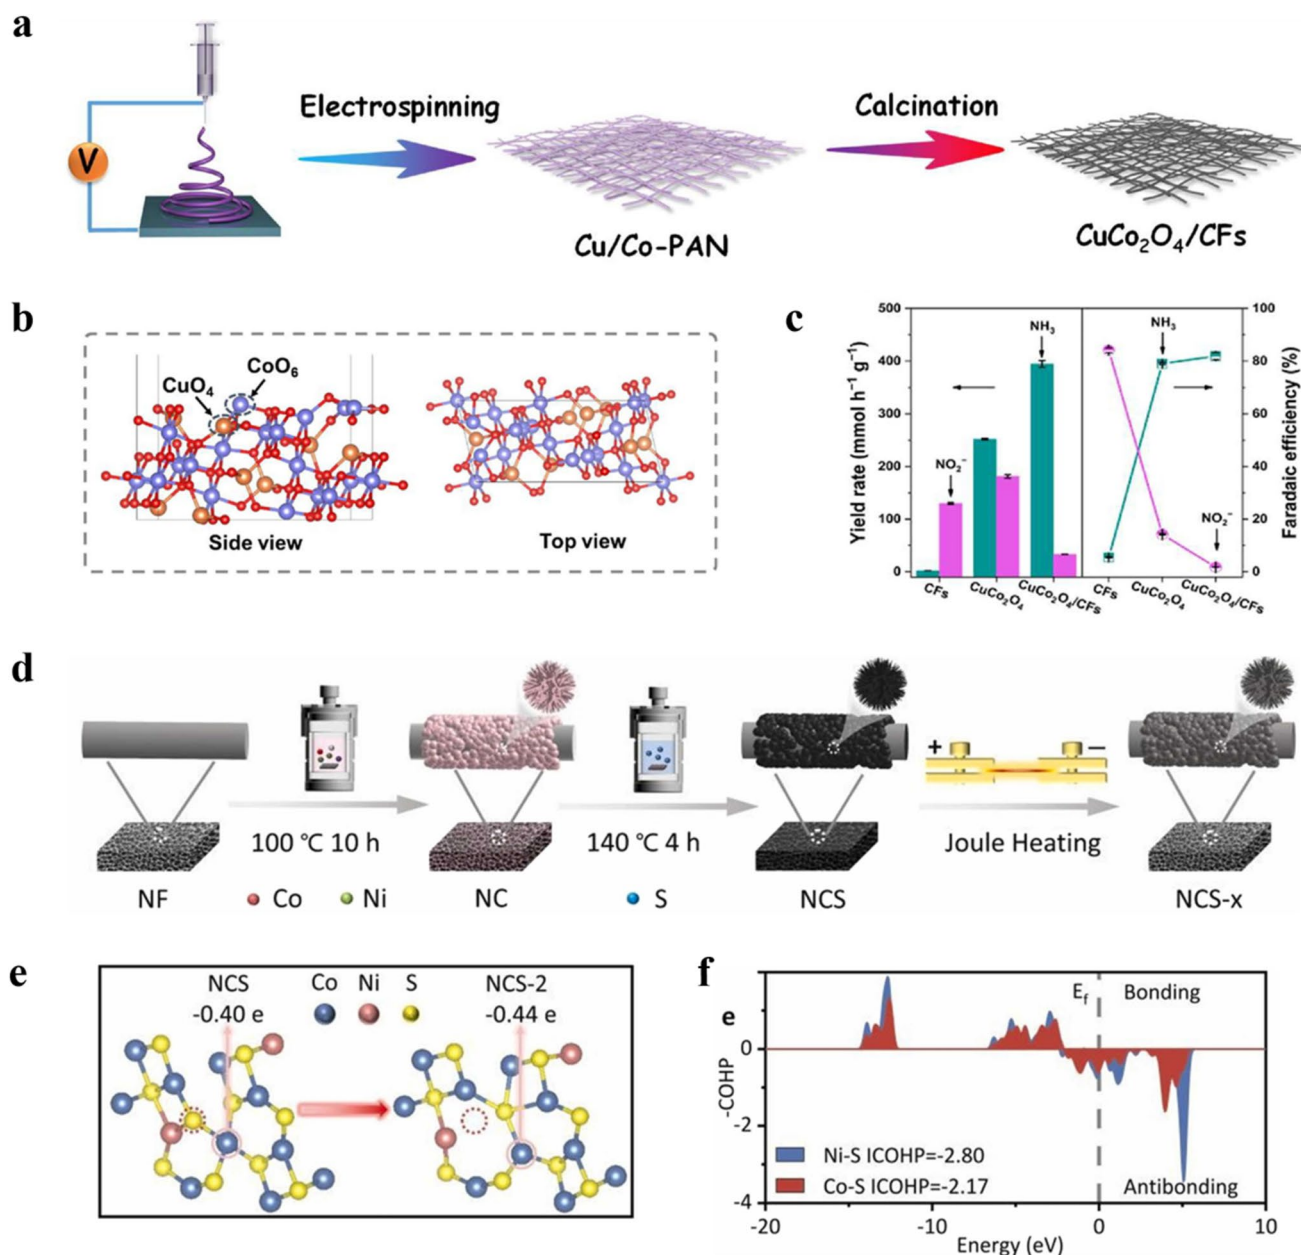 a
V
Electrospinning
Calcination
Cu/Co-PAN
CuCo₂O₄/CFs
b
CuO₄
CoO₆
Side view
Top view
c
Yield rate (mmol h⁻¹ g⁻¹)
500
400
300
200
100
0
NO₂⁻
NH₃
CFs
CuCo₂O₄
CuCo₂O₄/CFs
NH₃
NO₂⁻
CFs
CuCo₂O₄
CuCo₂O₄/CFs
100
80
60
40
20
0
Faradaic efficiency (%)
d
NF
100 °C 10 h
Co
Ni
NC
140 °C 4 h
S
NCS
+
−
Joule Heating
NCS-x
e
NCS
-0.40 e
Co Ni S
NCS-2
-0.44 e
f
e
-COHP
0
-2
-4
E_f
Bonding
Antibonding
Ni-S ICOHP=-2.80
Co-S ICOHP=-2.17
-20
-10
0
10
Energy (eV)